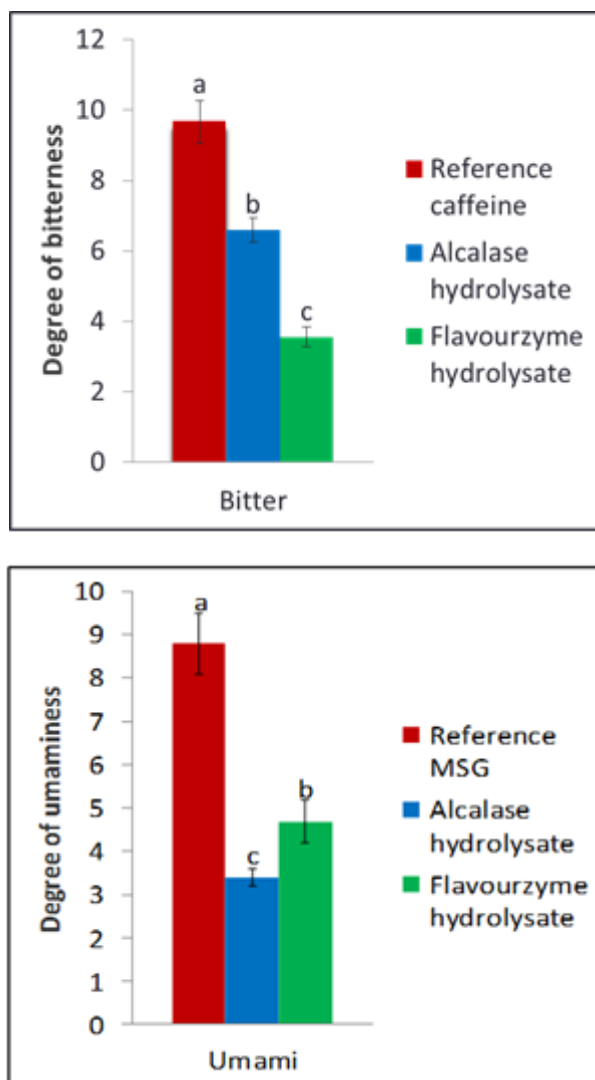 12
10
8
6
4
2
0
Degree of bitterness
a
b
c
Bitter
Reference
caffeine
Alcalase
hydrolysate
Flavourzyme
hydrolysate
10
9
8
7
6
5
4
3
2
1
0
Degree of umaminess
a
c
b
Umami
Reference
MSG
Alcalase
hydrolysate
Flavourzyme
hydrolysate